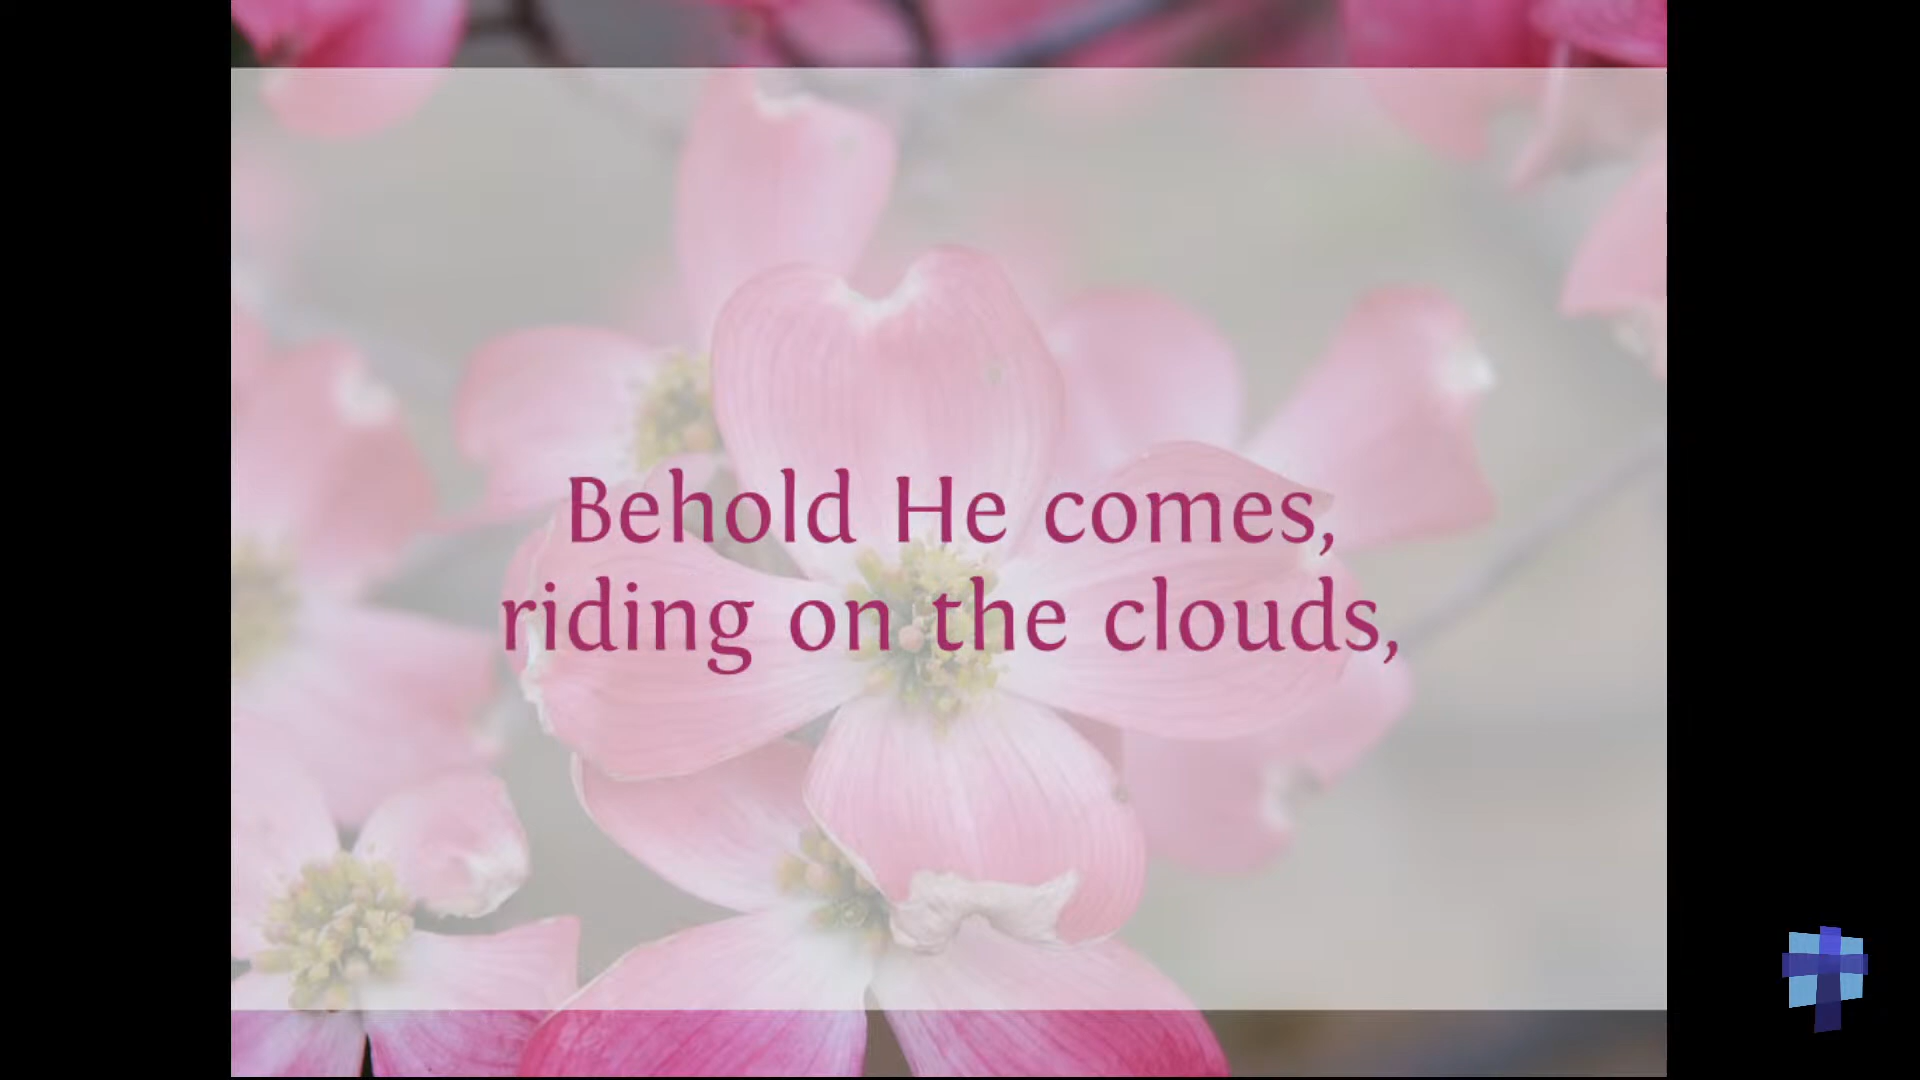 Behold He comes,
riding on the clouds,